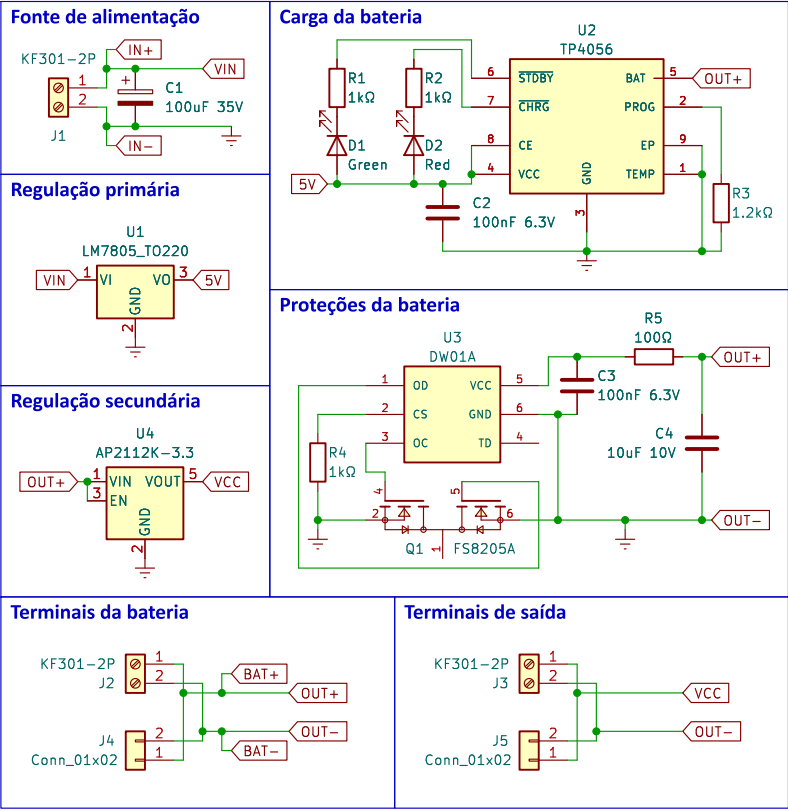 Fonte de alimentação
KF301-2P
IN+
VIN
1
2
+
C1
100uF 35V
J1
IN-
Carga da bateria
U2
TP4056
R1
1kΩ
R2
1kΩ
6
STDBY
7
CHRG
8
CE
4
VCC
BAT
5
OUT+
PROG
2
EP
9
TEMP
1
GND
3
D1
Green
D2
Red
5V
C2
100nF 6.3V
R3
1.2kΩ
Regulação primária
U1
LM7805_TO220
VIN
1
VI
VO
3
5V
GND
2
Proteções da bateria
U3
DW01A
1
OD
2
CS
3
OC
VCC
5
GND
6
TD
4
R5
100Ω
OUT+
C3
100nF 6.3V
C4
10uF 10V
R4
1kΩ
4
5
2
6
Q1
1
FS8205A
OUT-
Regulação secundária
U4
AP2112K-3.3
OUT+
1
VIN
3
EN
VOUT
5
VCC
GND
2
Terminais da bateria
KF301-2P
J2
1
2
BAT+
OUT+
OUT-
BAT-
J4
Conn_01x02
2
1
Terminais de saída
KF301-2P
J3
1
2
VCC
OUT-
J5
Conn_01x02
2
1